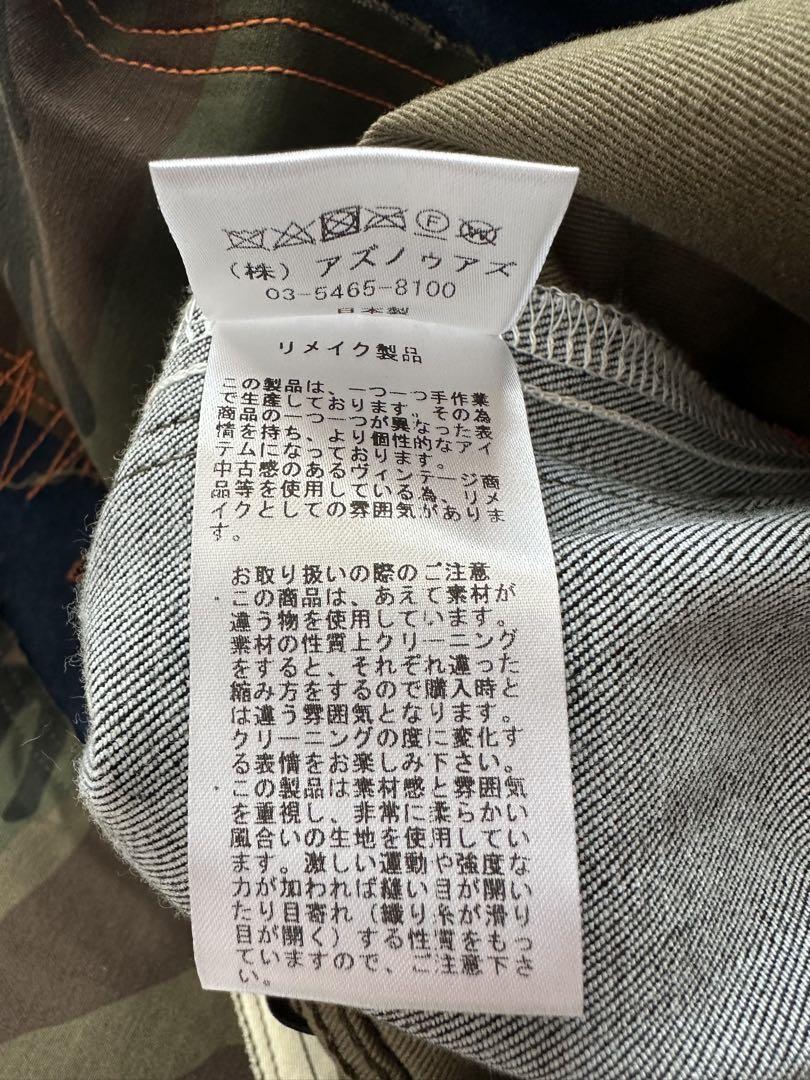 (株) アズノゥアズ
03-5465-8100
日本製
リメイク製品
この製品は、一つ一つ手作業
で生産しております。その為
商品の一つ一つが異なった表
情を持ち、より個性的なアイ
テムになっております。
中古感のあるヴィンテージ商
品等を使用している為、リメ
イクとしての雰囲気があります。
お取り扱いの際のご注意
・この商品は、あえて素材が
違う物を使用しています。
素材の性質上クリーニング
をすると、それぞれ違った
縮み方をするので購入時と
は違う雰囲気となります。
クリーニングの度に変化す
る表情をお楽しみ下さい。
・この製品は素材感と雰囲気
を重視し、非常に柔らかい
風合いの生地を使用してい
ます。激しい運動や強度な
力が加われば縫い目が開い
たり目寄れ(織り糸が滑り
目が開く)する性質をもっ
ていますので、ご注意下さ
い。